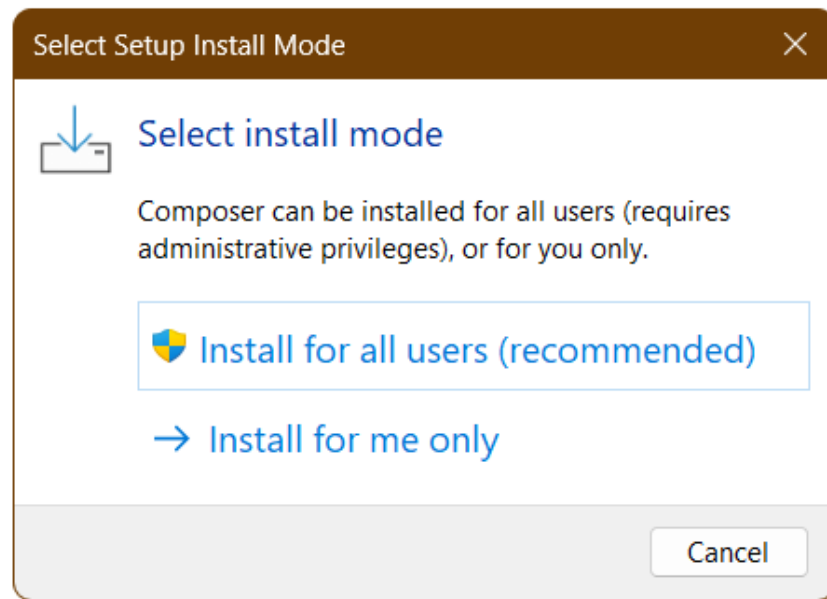 Select Setup Install Mode
Select install mode
Composer can be installed for all users (requires
administrative privileges), or for you only.
Install for all users (recommended)
Install for me only
Cancel